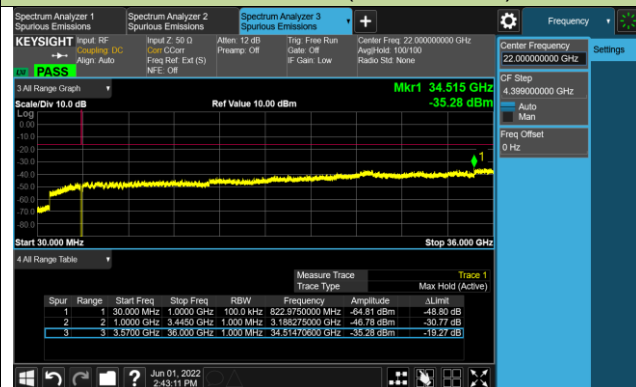 Spectrum Analyzer 1
Spurious Emissions
Spectrum Analyzer 2
Spurious Emissions
Spectrum Analyzer 3
Spurious Emissions
Frequency
KEYSIGHT
Input: RF
Coupling: DC
Align: Auto
Input Z: 50 Ω
Corr CCorr
Freq Ref: Ext (S)
NFE: Off
Atten: 12 dB
Preamp: Off
Trig: Free Run
Gate: Off
IF Gain: Low
Center Freq: 22.000000000 GHz
Avg|Hold: 100/100
Radio Std: None
PASS
Center Frequency
22.000000000 GHz
Settings
CF Step
4.399000000 GHz
Auto
Man
Freq Offset
0 Hz
3 All Range Graph
Mkr1 34.515 GHz
Scale/Div 10.0 dB
Ref Value 10.00 dBm
-35.28 dBm
Log
0.00
-10.0
-20.0
-30.0
-40.0
-50.0
-60.0
-70.0
-80.0
1
Start 30.000 MHz
Stop 36.000 GHz
4 All Range Table
Measure Trace Trace 1
Trace Type Max Hold (Active)
Spur Range Start Freq Stop Freq RBW Frequency Amplitude ΔLimit
1 1 30.000 MHz 1.0000 GHz 100.0 kHz 822.9750000 MHz -64.81 dBm -48.80 dB
2 2 1.0000 GHz 3.4450 GHz 1.000 MHz 3.188275000 GHz -46.78 dBm -30.77 dB
3 3 3.5700 GHz 36.000 GHz 1.000 MHz 34.51470600 GHz -35.28 dBm -19.27 dB
?
Jun 01, 2022
2:43:11 PM